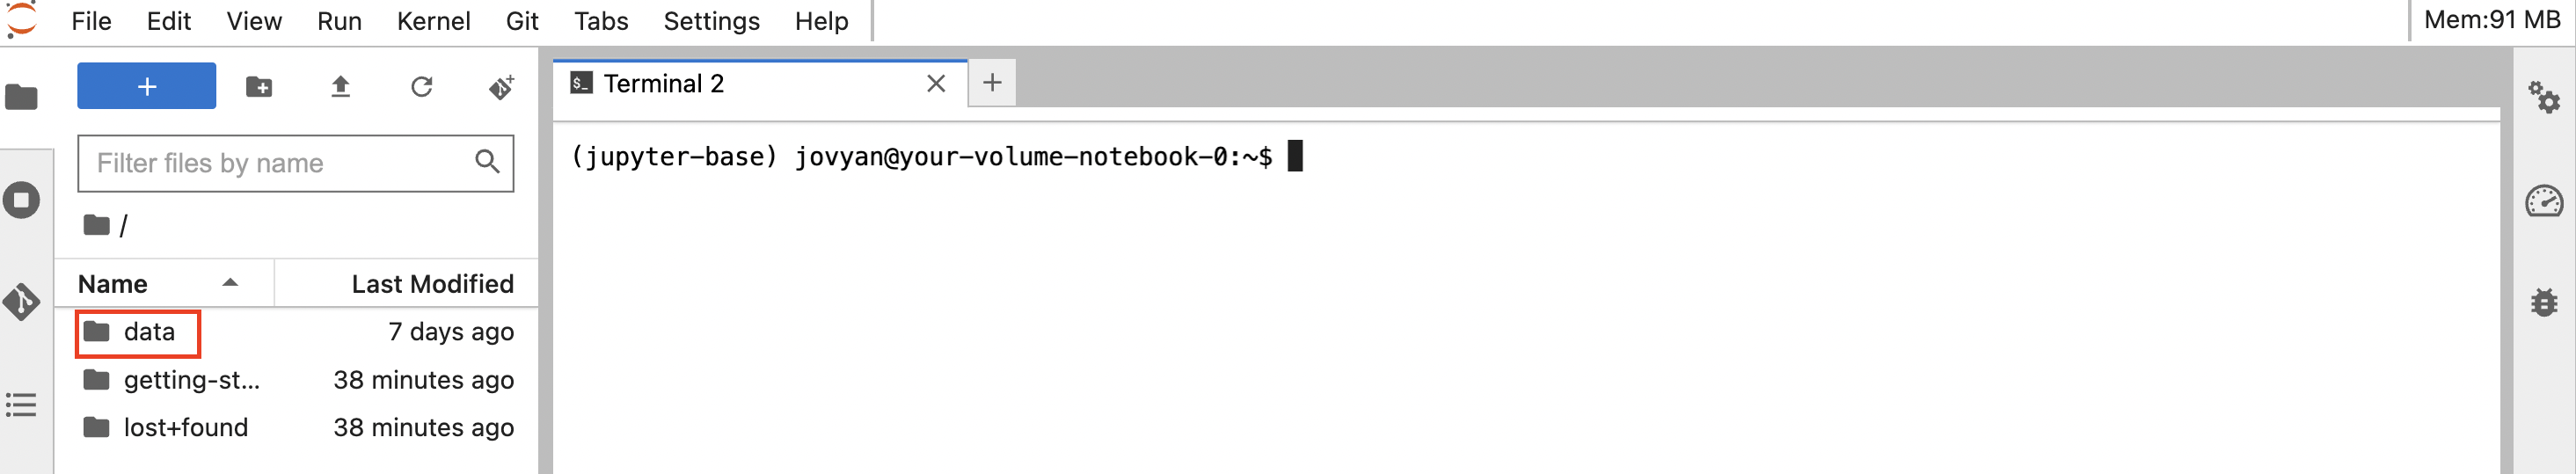 File Edit View Run Kernel Git Tabs Settings Help Mem:91 MB
+
$_ Terminal 2
Filter files by name
/
(jupyter-base) jovyan@your-volume-notebook-0:~$
Name Last Modified
data 7 days ago
getting-st... 38 minutes ago
lost+found 38 minutes ago